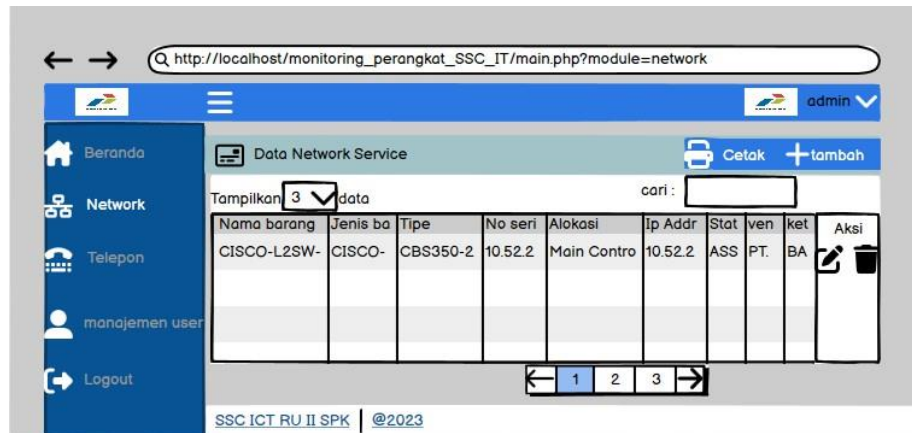 http://localhost/monitoring_perangkat_SSC_IT/main.php?module=network
admin
Beranda
Network
Telepon
manajemen user
Logout
Data Network Service
Cetak
tambah
Tampilkan 3 data
cari :
Nama barang Jenis ba Tipe No seri Alokasi Ip Addr Stat ven ket Aksi
CISCO-L2SW- CISCO- CBS350-2 10.52.2 Main Contro 10.52.2 ASS PT. BA
1 2 3
SSC ICT RU II SPK @2023